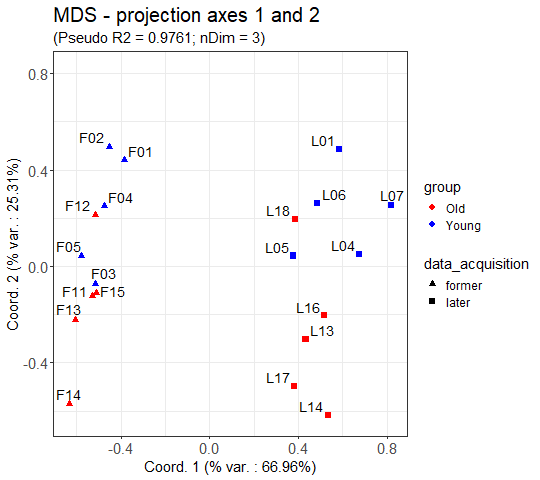 MDS - projection axes 1 and 2
(Pseudo R2 = 0.9761; nDim = 3)
0.8
0.4
0.0
-0.4
Coord. 2 (% var. : 25.31%)
F02
F01
F12
F04
F05
F03
F11
F15
F13
F14
L01
L06
L07
L18
L05
L04
L16
L13
L17
L14
-0.4
0.0
0.4
0.8
Coord. 1 (% var. : 66.96%)
group
Old
Young
data_acquisition
former
later